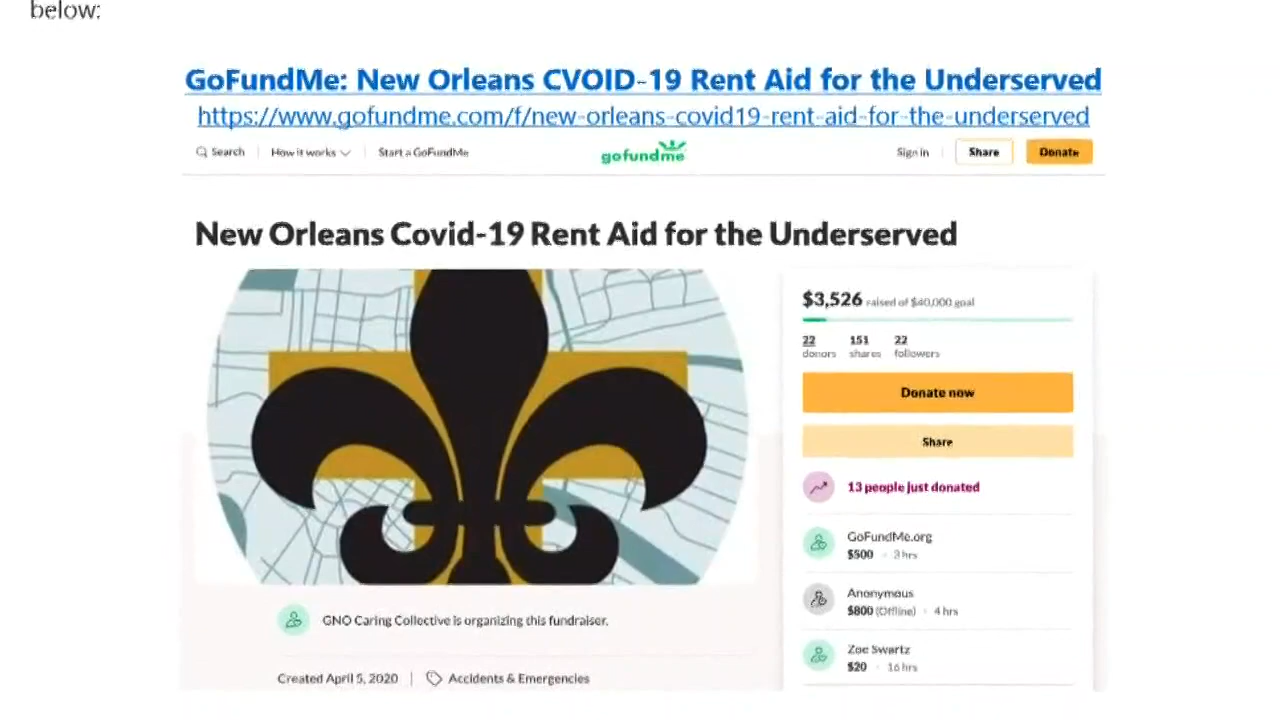 below:
GoFundMe: New Orleans CVOID-19 Rent Aid for the Underserved
https://www.gofundme.com/f/new-orleans-covid19-rent-aid-for-the-underserved
Search How it works Start a GoFundMe gofundme Sign in Share Donate
New Orleans Covid-19 Rent Aid for the Underserved
$3,526 raised of $40,000 goal
22 151 22
donors shares followers
Donate now
Share
13 people just donated
GoFundMe.org
$500 • 3 hrs
Anonymous
$800 (Offline) • 4 hrs
Zoe Swartz
$20 • 16 hrs
GNO Caring Collective is organizing this fundraiser.
Created April 5, 2020 | Accidents & Emergencies